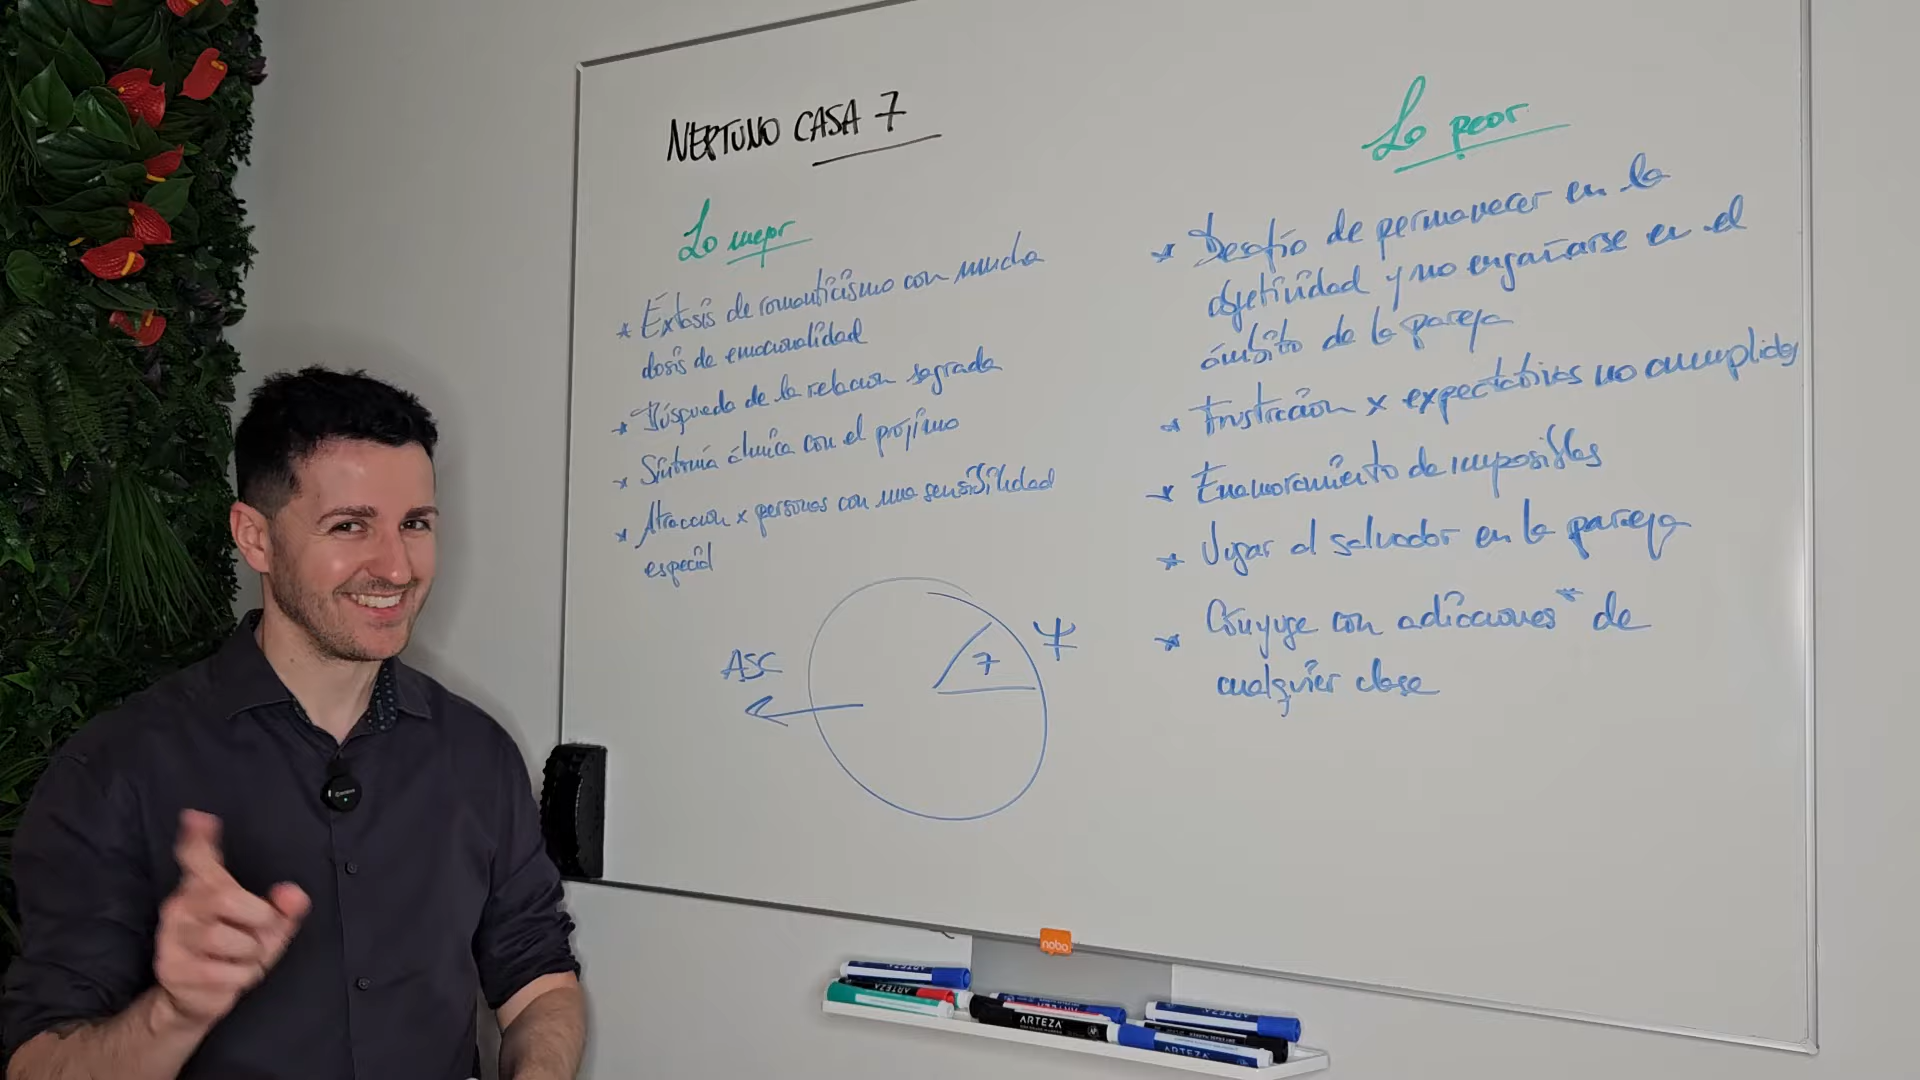 NEPTUNO CASA 7
Lo mejor
* Éxtasis de romanticismo con mucha
dosis de emocionalidad
* Búsqueda de la relación sagrada
* Sintonía álmica con el prójimo
* Atracción x personas con una sensibilidad
especial
ASC
7
♆
Lo peor
* Desafío de permanecer en la
objetividad y no engañarse en el
ámbito de la pareja
* Frustración x expectativas no cumplidas
* Enamoramiento de imposibles
* Jugar al salvador en la pareja
* Cónyuge con adicciones* de
cualquier clase
nobo
ARTEZA
ARTEZA
ARTEZA
ARTEZA